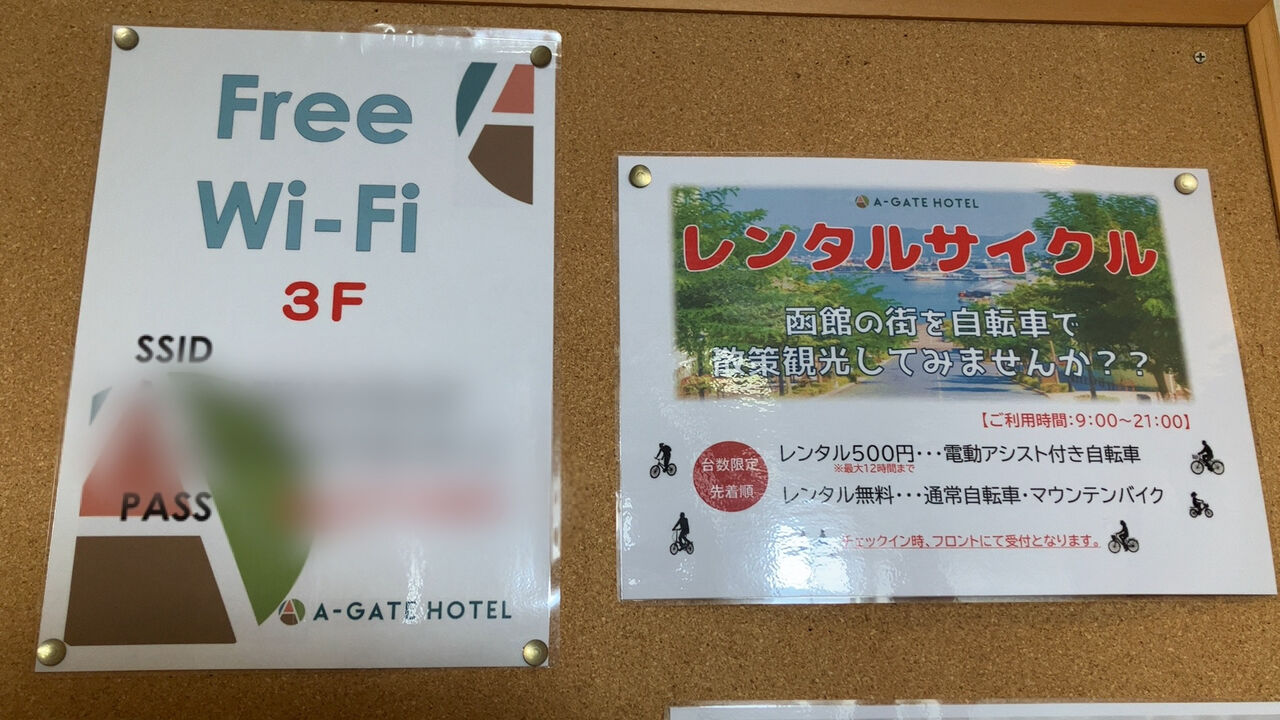 Free
Wi-Fi
3F
SSID
PASS
A-GATE HOTEL
A-GATE HOTEL
レンタルサイクル
函館の街を自転車で
散策観光してみませんか？？
【ご利用時間：9:00～21:00】
台数限定
先着順
レンタル500円･･･電動アシスト付き自転車
※最大12時間まで
レンタル無料･･･通常自転車・マウンテンバイク
チェックイン時、フロントにて受付となります。